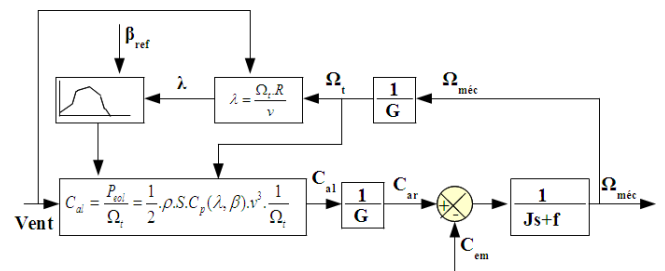 β_ref
λ
λ = Ω_t.R / v
Ω_t
1 / G
Ω_méc
C_al = P_eol / Ω_t = 1/2 .ρ.S.C_p(λ,β).v³. 1/Ω_t
Vent
C_al
1 / G
C_ar
+
-
C_em
1 / Js+f
Ω_méc